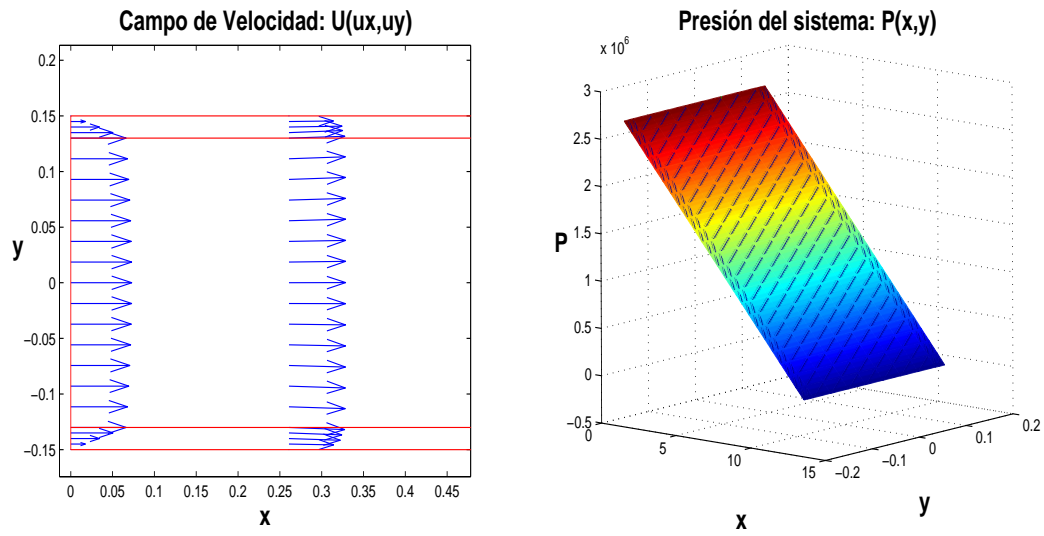 Campo de Velocidad: U(ux,uy)
0.2
0.15
0.1
0.05
0
−0.05
−0.1
−0.15
y
0 0.05 0.1 0.15 0.2 0.25 0.3 0.35 0.4 0.45
x
Presión del sistema: P(x,y)
x 10^6
3
2.5
2
1.5
1
0.5
0
−0.5
P
0 5 10 15
x
−0.2 −0.1 0 0.1 0.2
y